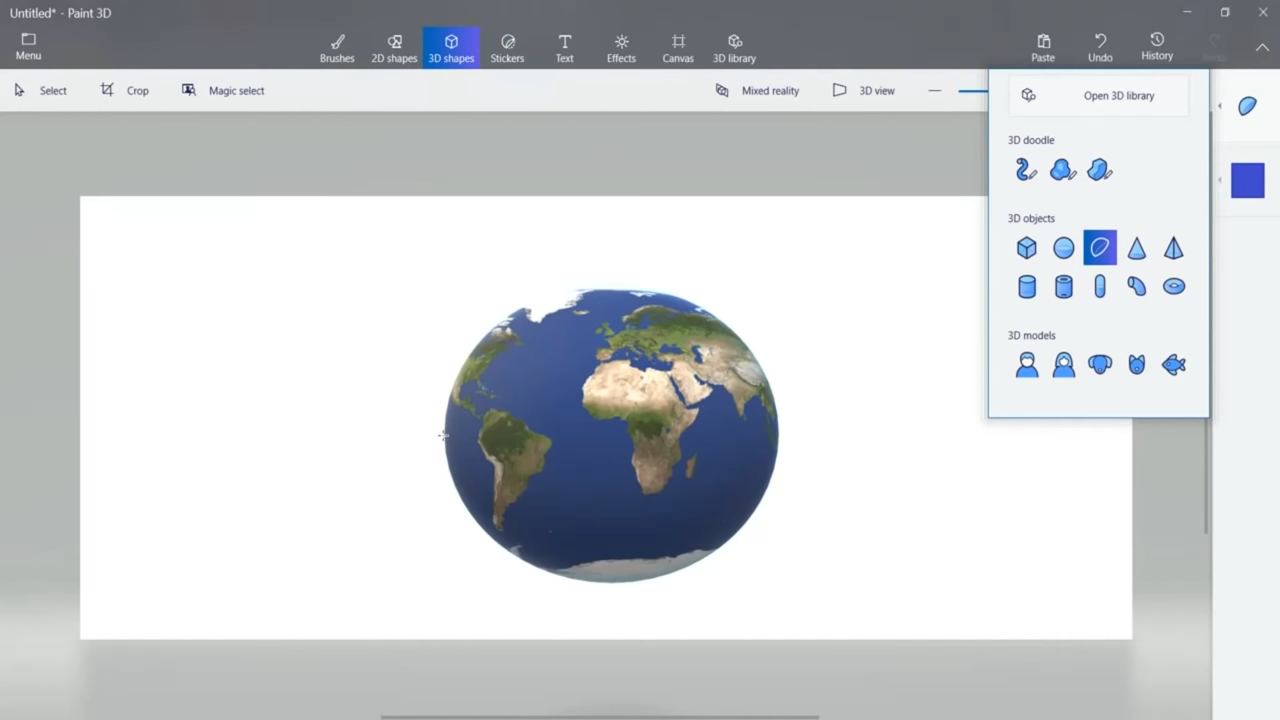 Untitled* - Paint 3D
Menu
Brushes
2D shapes
3D shapes
Stickers
Text
Effects
Canvas
3D library
Paste
Undo
History
Select
Crop
Magic select
Mixed reality
3D view
Open 3D library
3D doodle
3D objects
3D models